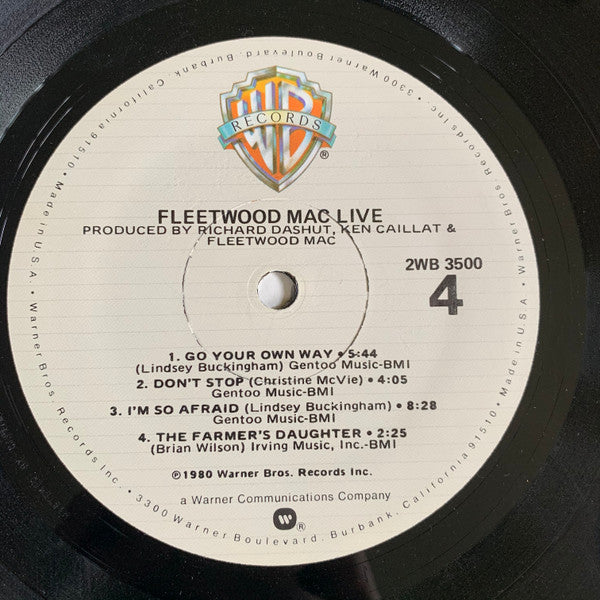 WB
RECORDS
®
FLEETWOOD MAC LIVE
PRODUCED BY RICHARD DASHUT, KEN CAILLAT &
FLEETWOOD MAC
2WB 3500
4
1. GO YOUR OWN WAY • 5:44
(Lindsey Buckingham) Gentoo Music-BMI
2. DON'T STOP (Christine McVie) • 4:05
Gentoo Music-BMI
3. I'M SO AFRAID (Lindsey Buckingham) • 8:28
Gentoo Music-BMI
4. THE FARMER'S DAUGHTER • 2:25
(Brian Wilson) Irving Music, Inc.-BMI
℗1980 Warner Bros. Records Inc.
a Warner Communications Company
W®
Warner Bros. Records Inc. • 3300 Warner Boulevard, Burbank, California 91510 • Made in U.S.A. • Warner Bros. Records Inc. • 3300 Warner Boulevard, Burbank, California 91510 • Made in U.S.A. •